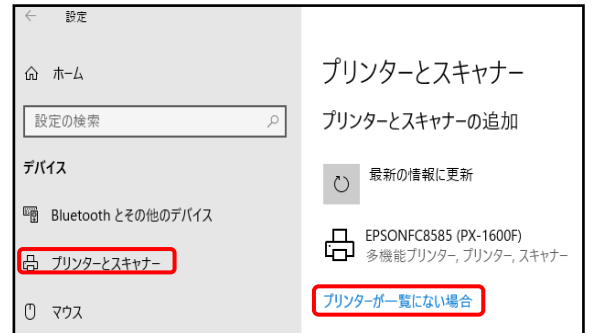 設定
ホーム
設定の検索
デバイス
Bluetooth とその他のデバイス
プリンターとスキャナー
マウス
プリンターとスキャナー
プリンターとスキャナーの追加
最新の情報に更新
EPSONFC8585 (PX-1600F)
多機能プリンター, プリンター, スキャナー
プリンターが一覧にない場合